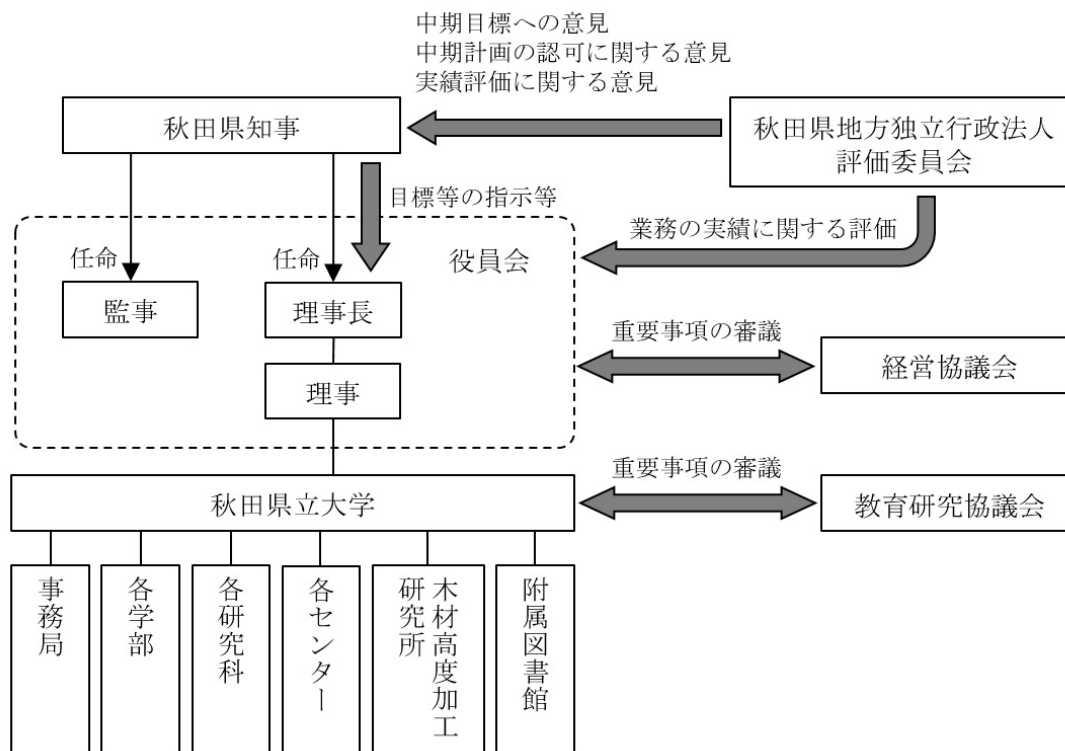 中期目標への意見
中期計画の認可に関する意見
実績評価に関する意見
秋田県知事
秋田県地方独立行政法人
評価委員会
目標等の指示等
業務の実績に関する評価
任命
任命
役員会
監事
理事長
重要事項の審議
経営協議会
理事
重要事項の審議
秋田県立大学
教育研究協議会
事務局
各学部
各研究科
各センター
木材高度加工
研究所
附属図書館